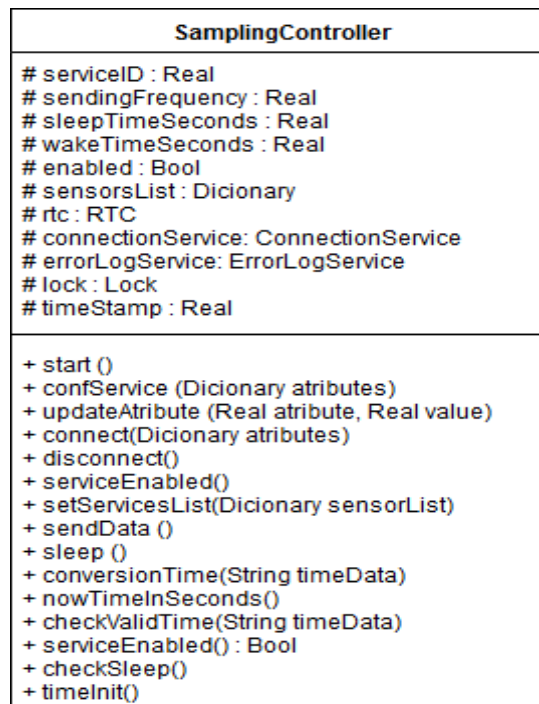 SamplingController
# serviceID : Real
# sendingFrequency : Real
# sleepTimeSeconds : Real
# wakeTimeSeconds : Real
# enabled : Bool
# sensorsList : Dicionary
# rtc : RTC
# connectionService: ConnectionService
# errorLogService: ErrorLogService
# lock : Lock
# timeStamp : Real
+ start ()
+ confService (Dicionary atributes)
+ updateAtribute (Real atribute, Real value)
+ connect(Dicionary atributes)
+ disconnect()
+ serviceEnabled()
+ setServicesList(Dicionary sensorList)
+ sendData ()
+ sleep ()
+ conversionTime(String timeData)
+ nowTimeInSeconds()
+ checkValidTime(String timeData)
+ serviceEnabled() : Bool
+ checkSleep()
+ timeInit()